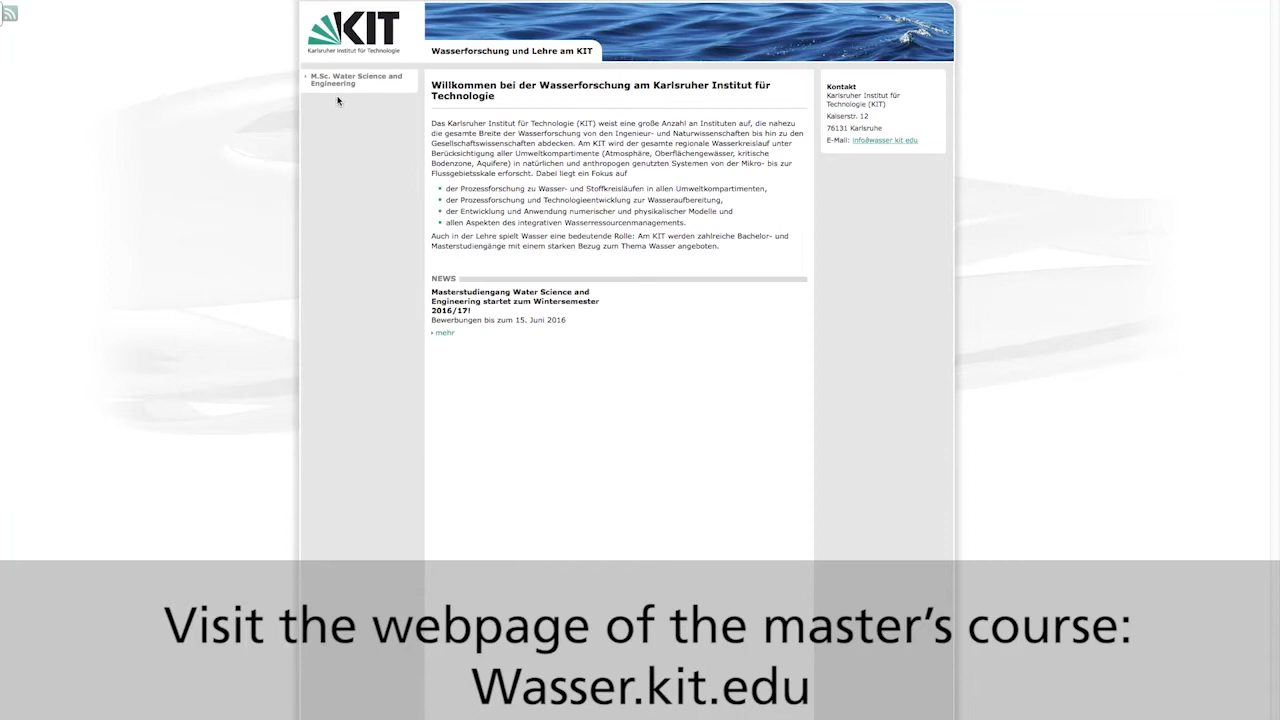 KIT
Karlsruher Institut für Technologie
Wasserforschung und Lehre am KIT
M.Sc. Water Science and
Engineering
Willkommen bei der Wasserforschung am Karlsruher Institut für
Technologie
Das Karlsruher Institut für Technologie (KIT) weist eine große Anzahl an Instituten auf, die nahezu
die gesamte Breite der Wasserforschung von den Ingenieur- und Naturwissenschaften bis hin zu den
Gesellschaftswissenschaften abdecken. Am KIT wird der gesamte regionale Wasserkreislauf unter
Berücksichtigung aller Umweltkompartimente (Atmosphäre, Oberflächengewässer, kritische
Bodenzone, Aquifere) in natürlichen und anthropogen genutzten Systemen von der Mikro- bis zur
Flussgebietsskale erforscht. Dabei liegt ein Fokus auf
der Prozessforschung zu Wasser- und Stoffkreisläufen in allen Umweltkompartimenten,
der Prozessforschung und Technologieentwicklung zur Wasseraufbereitung,
der Entwicklung und Anwendung numerischer und physikalischer Modelle und
allen Aspekten des integrativen Wasserressourcenmanagements.
Auch in der Lehre spielt Wasser eine bedeutende Rolle: Am KIT werden zahlreiche Bachelor- und
Masterstudiengänge mit einem starken Bezug zum Thema Wasser angeboten.
NEWS
Masterstudiengang Water Science and
Engineering startet zum Wintersemester
2016/17!
Bewerbungen bis zum 15. Juni 2016
mehr
Kontakt
Karlsruher Institut für
Technologie (KIT)
Kaiserstr. 12
76131 Karlsruhe
E-Mail: info@wasser kit edu
Visit the webpage of the master's course:
Wasser.kit.edu